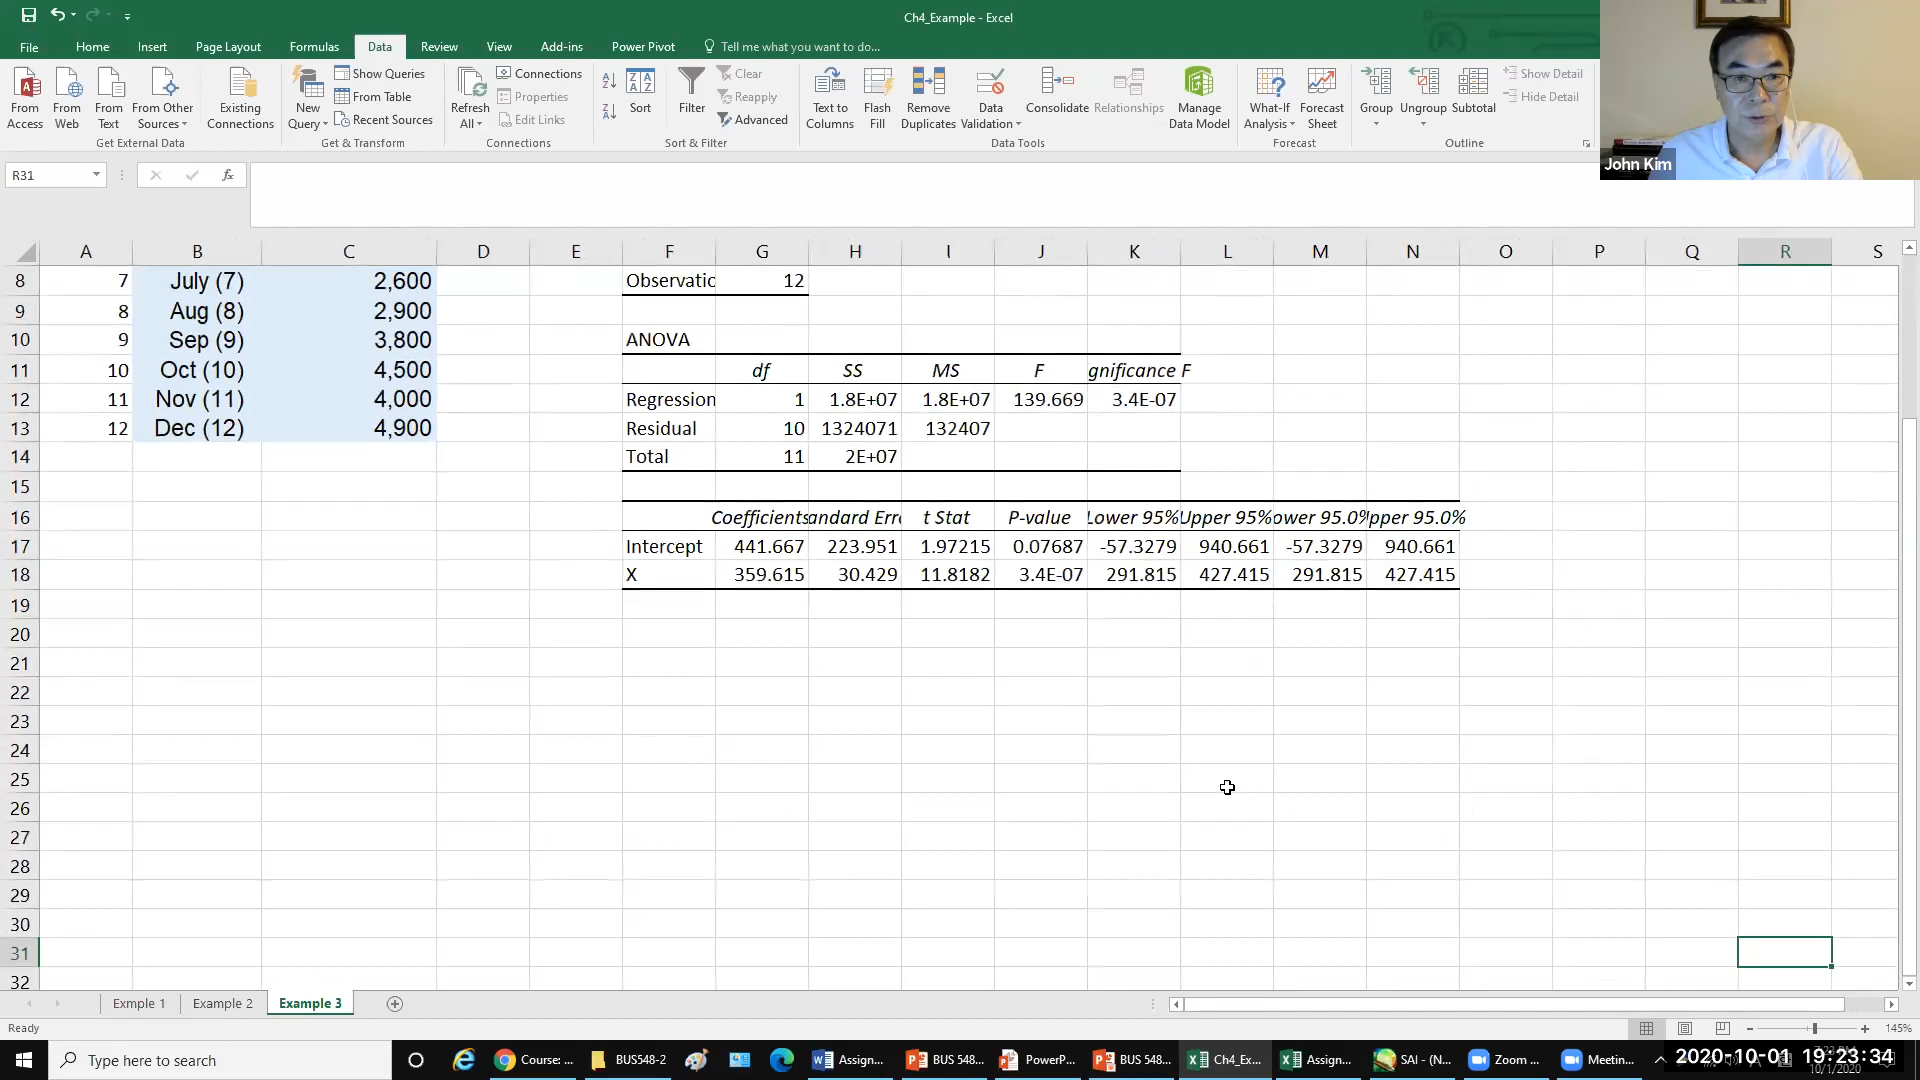 Ch4_Example - Excel
File Home Insert Page Layout Formulas Data Review View Add-ins Power Pivot Tell me what you want to do...
From Access
From Web
From Text
From Other Sources
Existing Connections
Get External Data
New Query
Show Queries
From Table
Recent Sources
Get & Transform
Refresh All
Connections
Properties
Edit Links
Connections
Sort
Filter
Clear
Reapply
Advanced
Sort & Filter
Text to Columns
Flash Fill
Remove Duplicates
Data Validation
Consolidate
Relationships
Manage Data Model
Data Tools
What-If Analysis
Forecast Sheet
Forecast
Group
Ungroup
Subtotal
Show Detail
Hide Detail
Outline
John Kim
R31 fx
A B C D E F G H I J K L M N O P Q R S
8 7 July (7) 2,600 Observatio 12
9 8 Aug (8) 2,900
10 9 Sep (9) 3,800 ANOVA
11 10 Oct (10) 4,500 df SS MS F gnificance F
12 11 Nov (11) 4,000 Regression 1 1.8E+07 1.8E+07 139.669 3.4E-07
13 12 Dec (12) 4,900 Residual 10 1324071 132407
14 Total 11 2E+07
15
16 Coefficients andard Erro t Stat P-value Lower 95% Upper 95% ower 95.0% pper 95.0%
17 Intercept 441.667 223.951 1.97215 0.07687 -57.3279 940.661 -57.3279 940.661
18 X 359.615 30.429 11.8182 3.4E-07 291.815 427.415 291.815 427.415
19
20
21
22
23
24
25
26
27
28
29
30
31
32
Exmple 1 Example 2 Example 3
Ready 145%
Type here to search Course: ... BUS548-2 Assign... BUS 548... PowerP... BUS 548... Ch4_Ex... Assign... SAI - (N... Zoom ... Meetin...
2020-10-01 19:23:34
10/1/2020